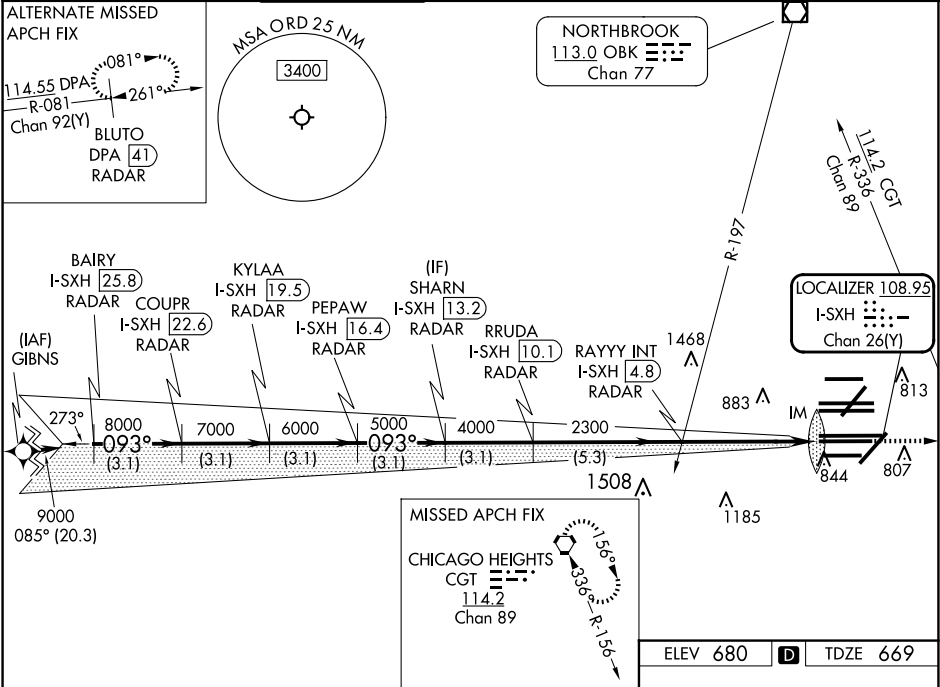 ALTERNATE MISSED
APCH FIX
114.55 DPA
R-081
Chan 92(Y)
081°
261°
BLUTO
DPA 41
RADAR
MSA ORD 25 NM
3400
NORTHBROOK
113.0 OBK
Chan 77
R-197
114.2 CGT
R-336
Chan 89
LOCALIZER 108.95
I-SXH
Chan 26(Y)
(IAF)
GIBNS
BAIRY
I-SXH 25.8
RADAR
COUPR
I-SXH 22.6
RADAR
KYLAA
I-SXH 19.5
RADAR
PEPAW
I-SXH 16.4
RADAR
(IF)
SHARN
I-SXH 13.2
RADAR
RRUDA
I-SXH 10.1
RADAR
RAYYY INT
I-SXH 4.8
RADAR
1468
883
IM
813
273°
8000
093°
(3.1)
7000
(3.1)
6000
(3.1)
5000
093°
(3.1)
4000
(3.1)
2300
(5.3)
844
807
1508
1185
9000
085° (20.3)
MISSED APCH FIX
CHICAGO HEIGHTS
CGT
114.2
Chan 89
156°
336°
R-156
ELEV 680
D
TDZE 669